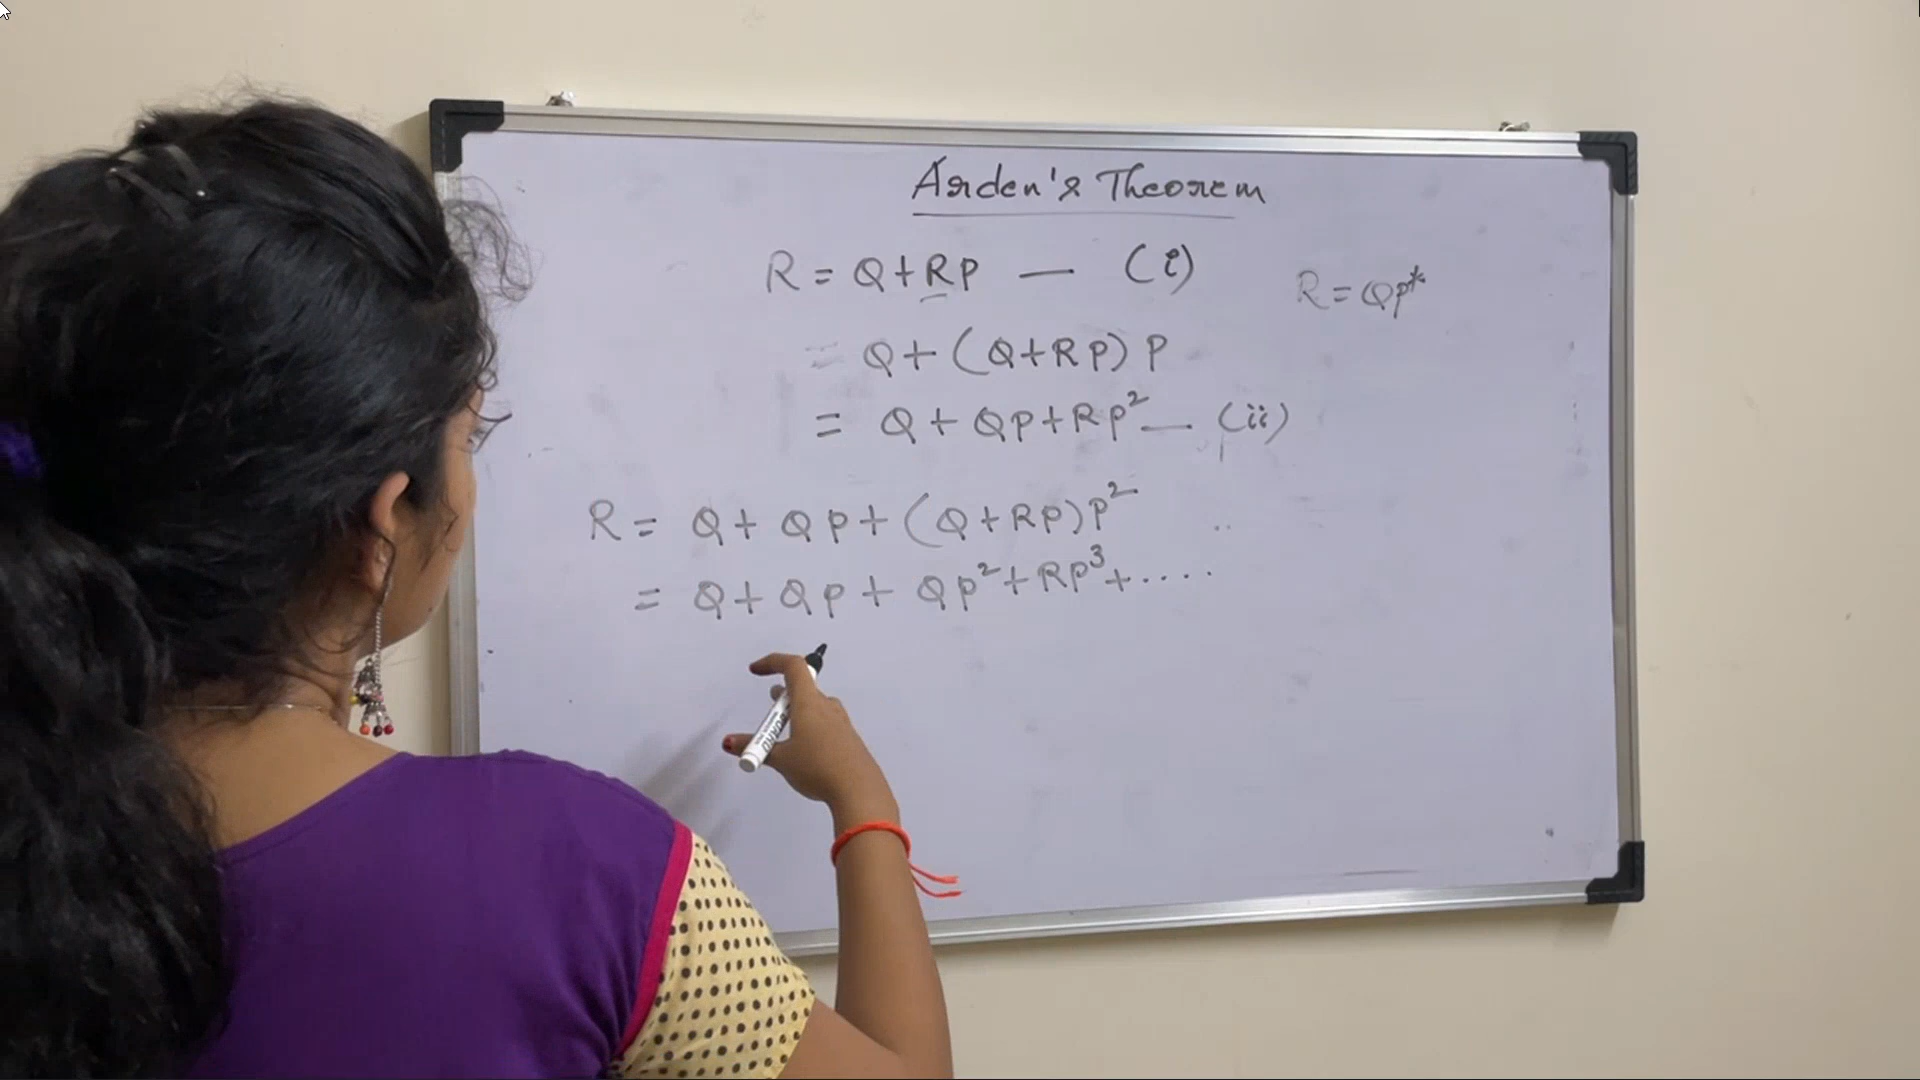 Arden's Theorem
R = Q + RP — (i)
R = QP*
= Q + (Q + RP) P
= Q + QP + RP² — (ii)
R = Q + QP + (Q + RP)P²
= Q + QP + QP² + RP³ + ....